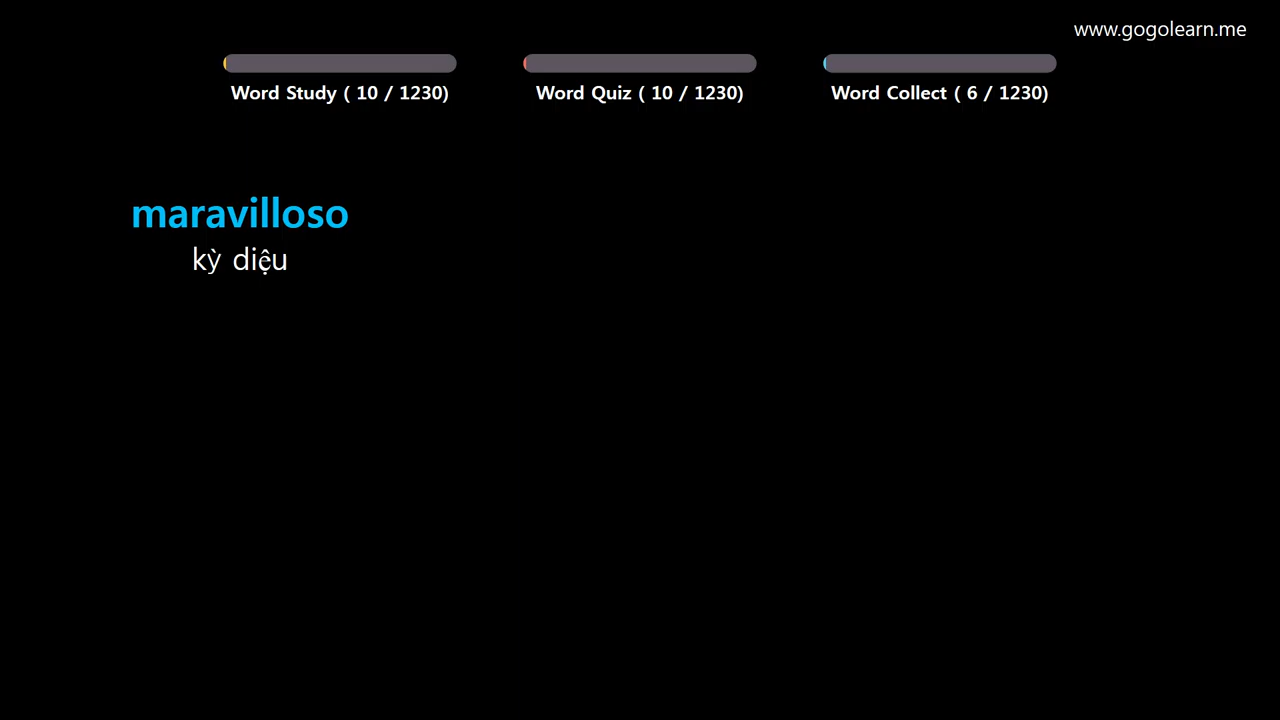 www.gogolearn.me
Word Study ( 10 / 1230)
Word Quiz ( 10 / 1230)
Word Collect ( 6 / 1230)
maravilloso
kỳ diệu